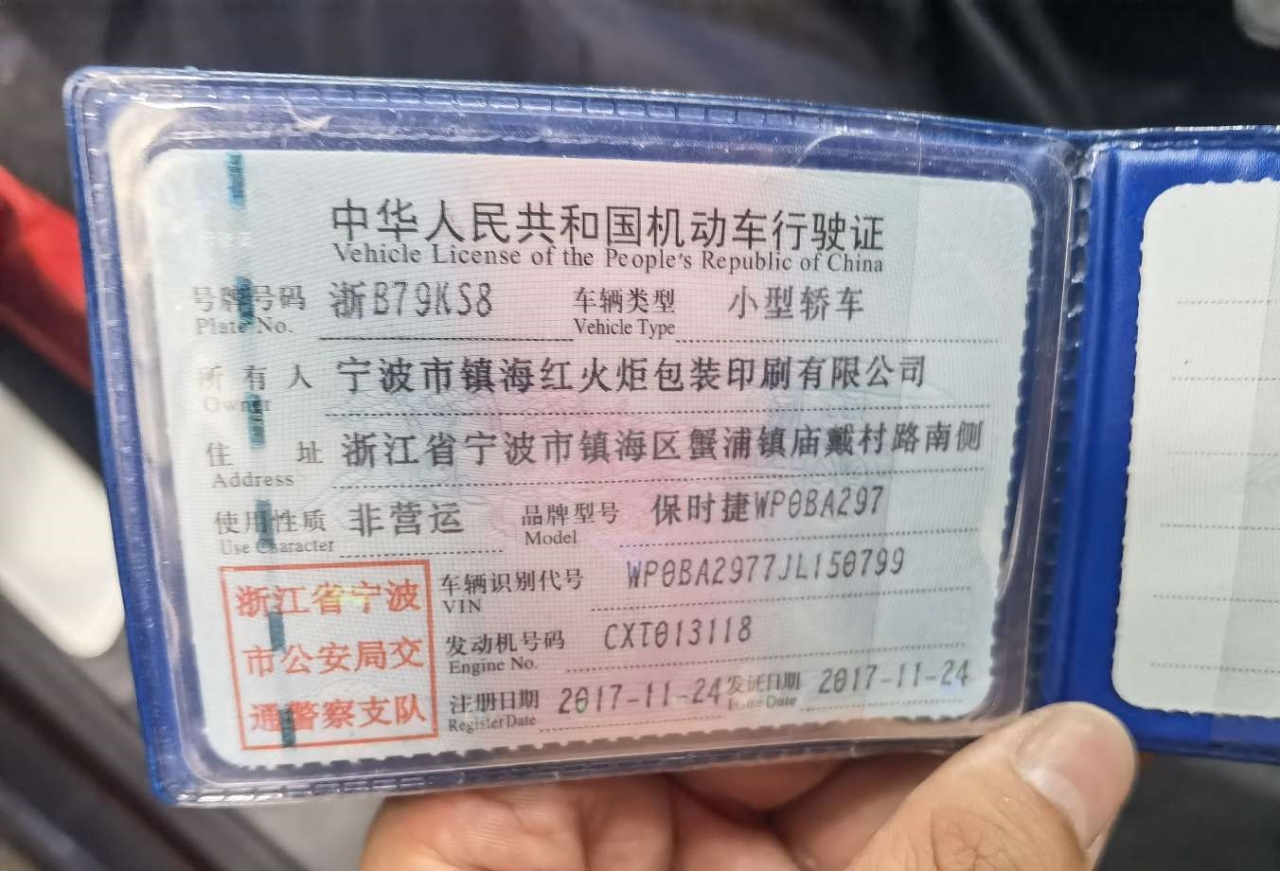 中华人民共和国机动车行驶证
Vehicle License of the People's Republic of China
号牌号码 浙B79KS8 车辆类型 小型轿车
Plate No. Vehicle Type
所有人 宁波市镇海红火炬包装印刷有限公司
Owner
住址 浙江省宁波市镇海区蟹浦镇庙戴村路南侧
Address
使用性质 非营运 品牌型号 保时捷WP0BA297
Use Character Model
浙江省宁波
市公安局交
通警察支队
车辆识别代号 WP0BA2977JL150799
VIN
发动机号码 CXT013118
Engine No.
注册日期 2017-11-24 发证日期 2017-11-24
Register Date Issue Date